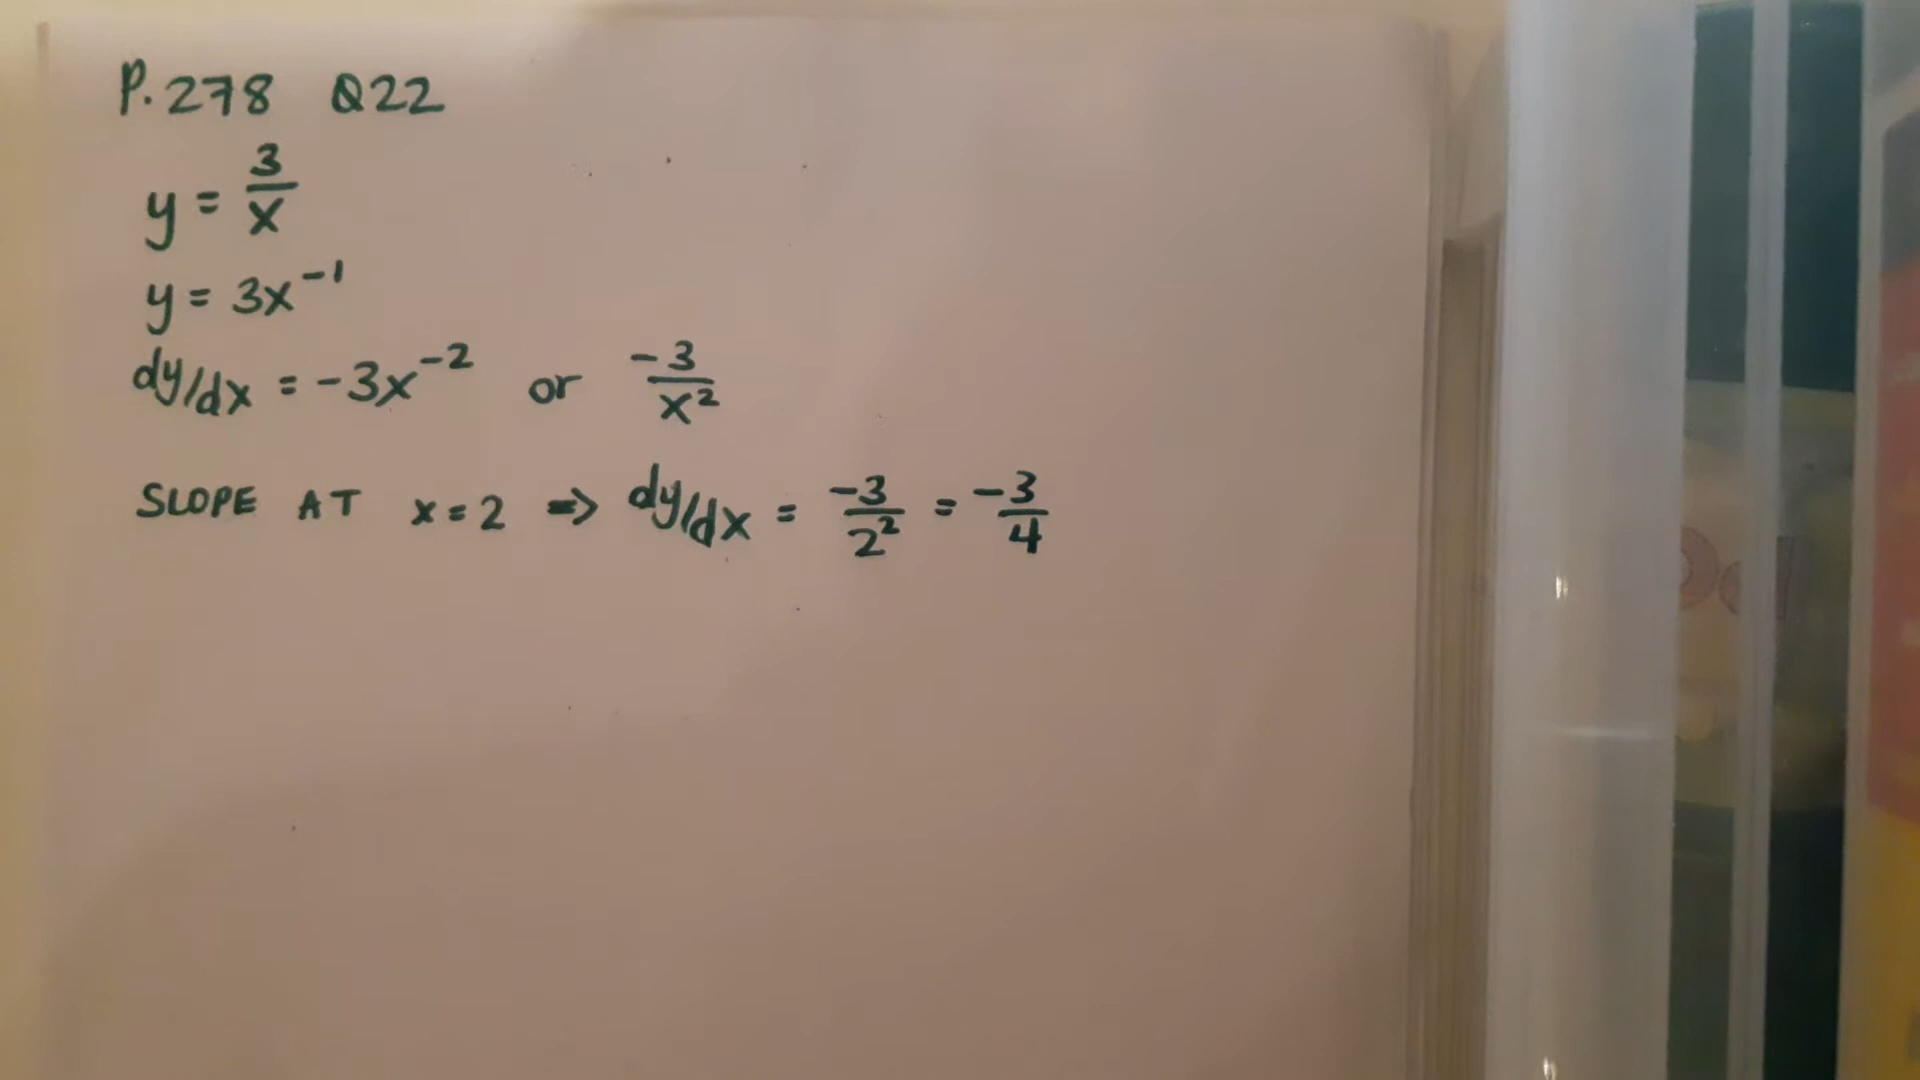 P.278 Q22
y = 3/x
y = 3x⁻¹
dy/dx = -3x⁻² or -3/x²
SLOPE AT x=2 => dy/dx = -3/2² = -3/4